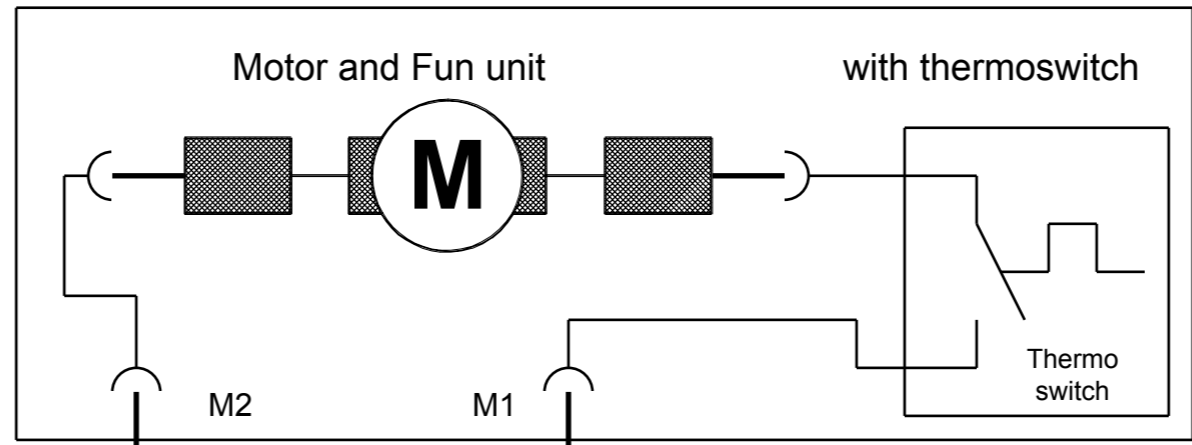 Motor and Fun unit
with thermoswitch
M
M2
M1
Thermo
switch